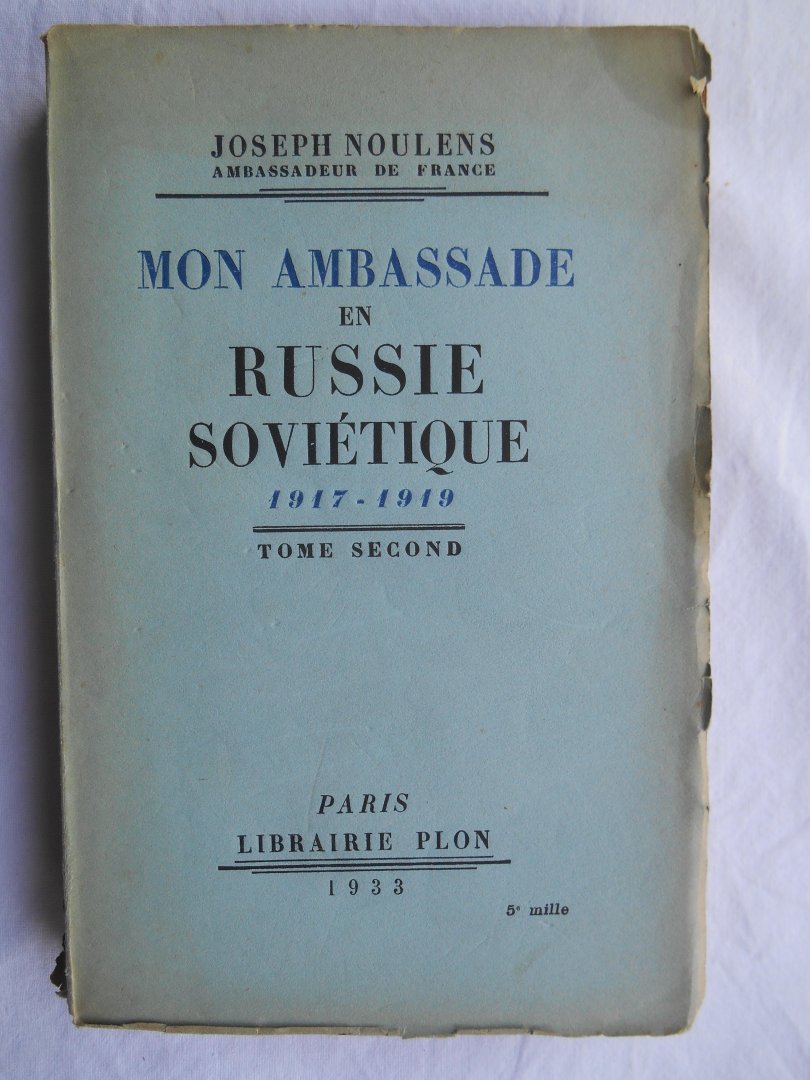 JOSEPH NOULENS
AMBASSADEUR DE FRANCE
MON AMBASSADE
EN
RUSSIE
SOVIÉTIQUE
1917-1919
TOME SECOND
PARIS
LIBRAIRIE PLON
1933
5e mille